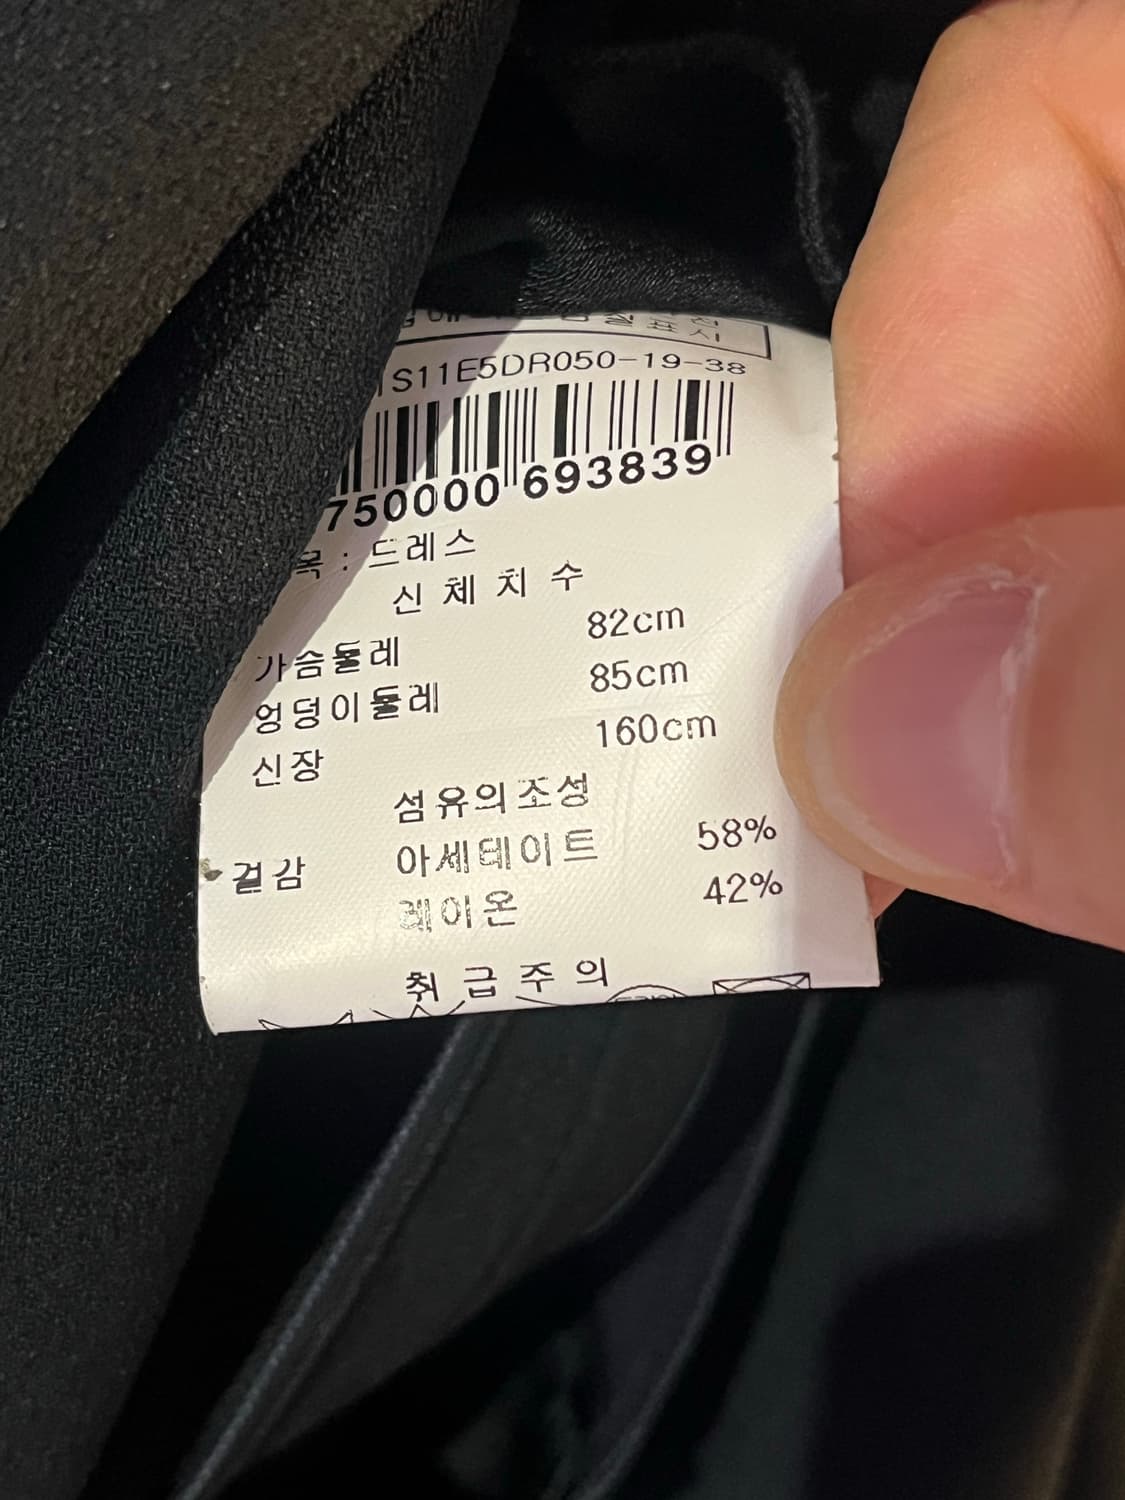 S11E5DR050-19-38
750000 693839
목 : 드레스
신 체 치 수
가슴둘레 82cm
엉덩이둘레 85cm
신장 160cm
섬유의조성
겉감 아세테이트 58%
레이온 42%
취 급 주 의